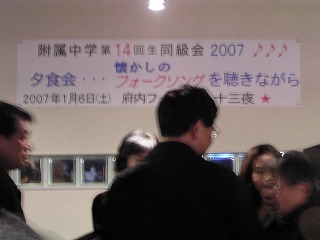 附属中学第14回生同級会 2007 ♪♪♪
懐かしの
夕食会・・・フォークソングを聴きながら
2007年1月6日(土) 府内フ 十三夜 ★